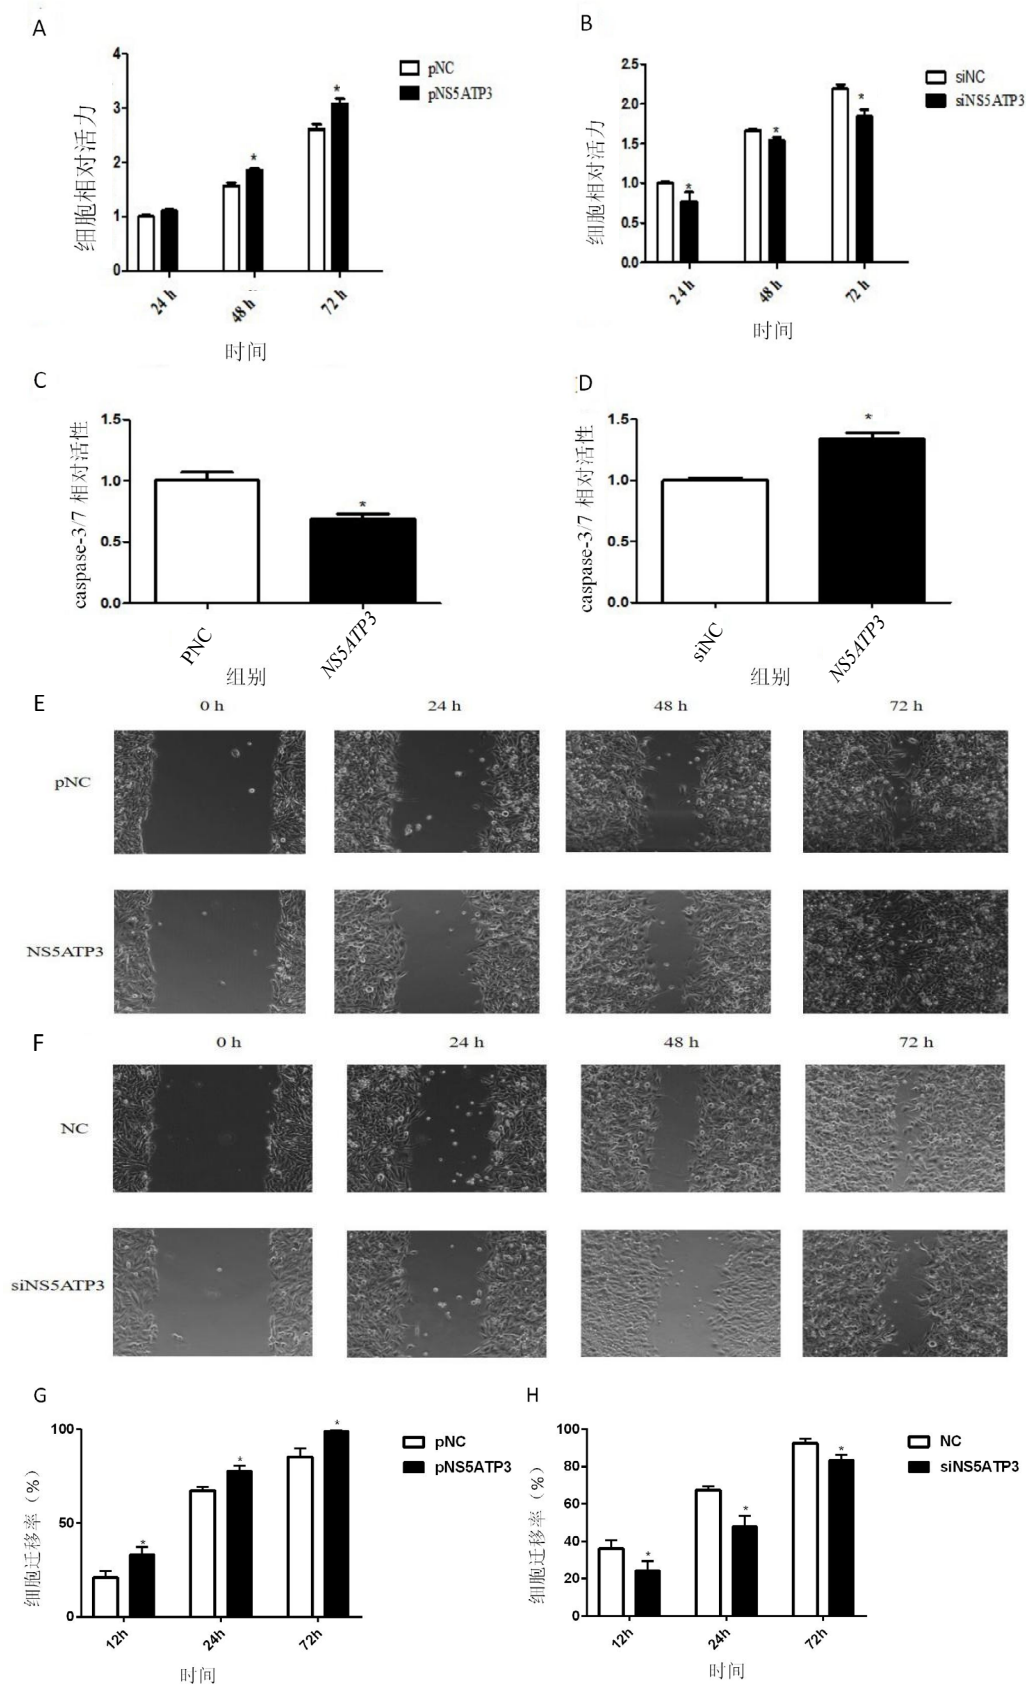 A
4
3
2
1
0
细胞相对活力
24 h
48 h
72 h
时间
pNC
pNS5ATP3
*
*
B
2.5
2.0
1.5
1.0
0.5
0.0
细胞相对活力
24 h
48 h
72 h
时间
siNC
siNS5ATP3
*
*
*
C
1.5
1.0
0.5
0.0
caspase-3/7 相对活性
*
PNC
NS5ATP3
组别
D
1.5
1.0
0.5
0.0
caspase-3/7 相对活性
*
siNC
NS5ATP3
组别
E
0 h
24 h
48 h
72 h
pNC
NS5ATP3
F
0 h
24 h
48 h
72 h
NC
siNS5ATP3
G
100
50
0
细胞迁移率（%）
*
*
*
12h
24h
72h
时间
pNC
pNS5ATP3
H
100
80
60
40
20
0
细胞迁移率（%）
*
*
*
12h
24h
72h
时间
NC
siNS5ATP3